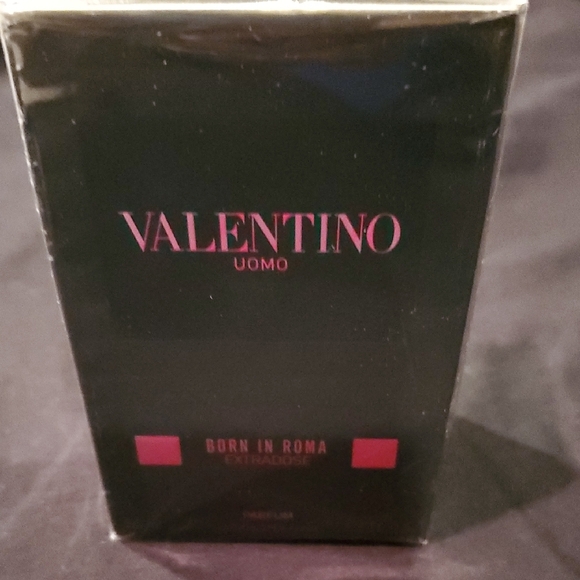 VALENTINO
UOMO
BORN IN ROMA
EXTRADOSE
PARFUM